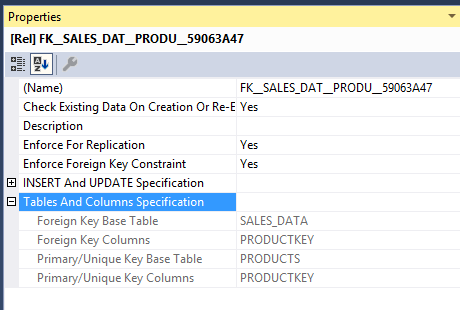 Properties
[Rel] FK__SALES_DAT__PRODU__59063A47
(Name) FK__SALES_DAT__PRODU__59063A47
Check Existing Data On Creation Or Re-E Yes
Description
Enforce For Replication Yes
Enforce Foreign Key Constraint Yes
INSERT And UPDATE Specification
Tables And Columns Specification
Foreign Key Base Table SALES_DATA
Foreign Key Columns PRODUCTKEY
Primary/Unique Key Base Table PRODUCTS
Primary/Unique Key Columns PRODUCTKEY